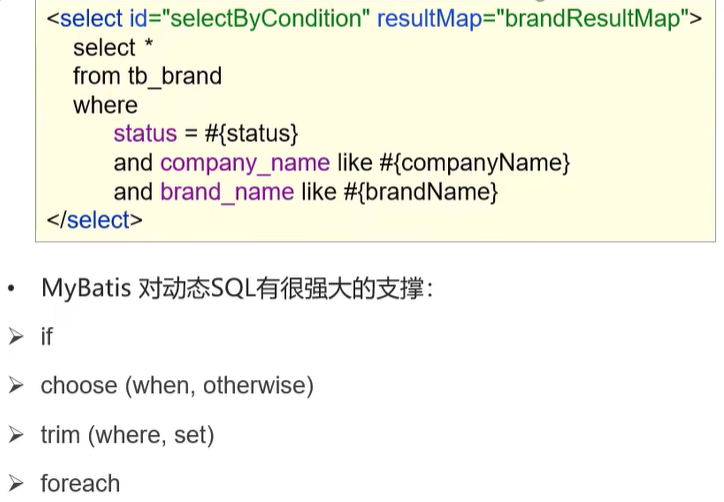 <select id="selectByCondition" resultMap="brandResultMap">
select *
from tb_brand
where
status = #{status}
and company_name like #{companyName}
and brand_name like #{brandName}
</select>
• MyBatis 对动态SQL有很强大的支撑：
➢ if
➢ choose (when, otherwise)
➢ trim (where, set)
➢ foreach